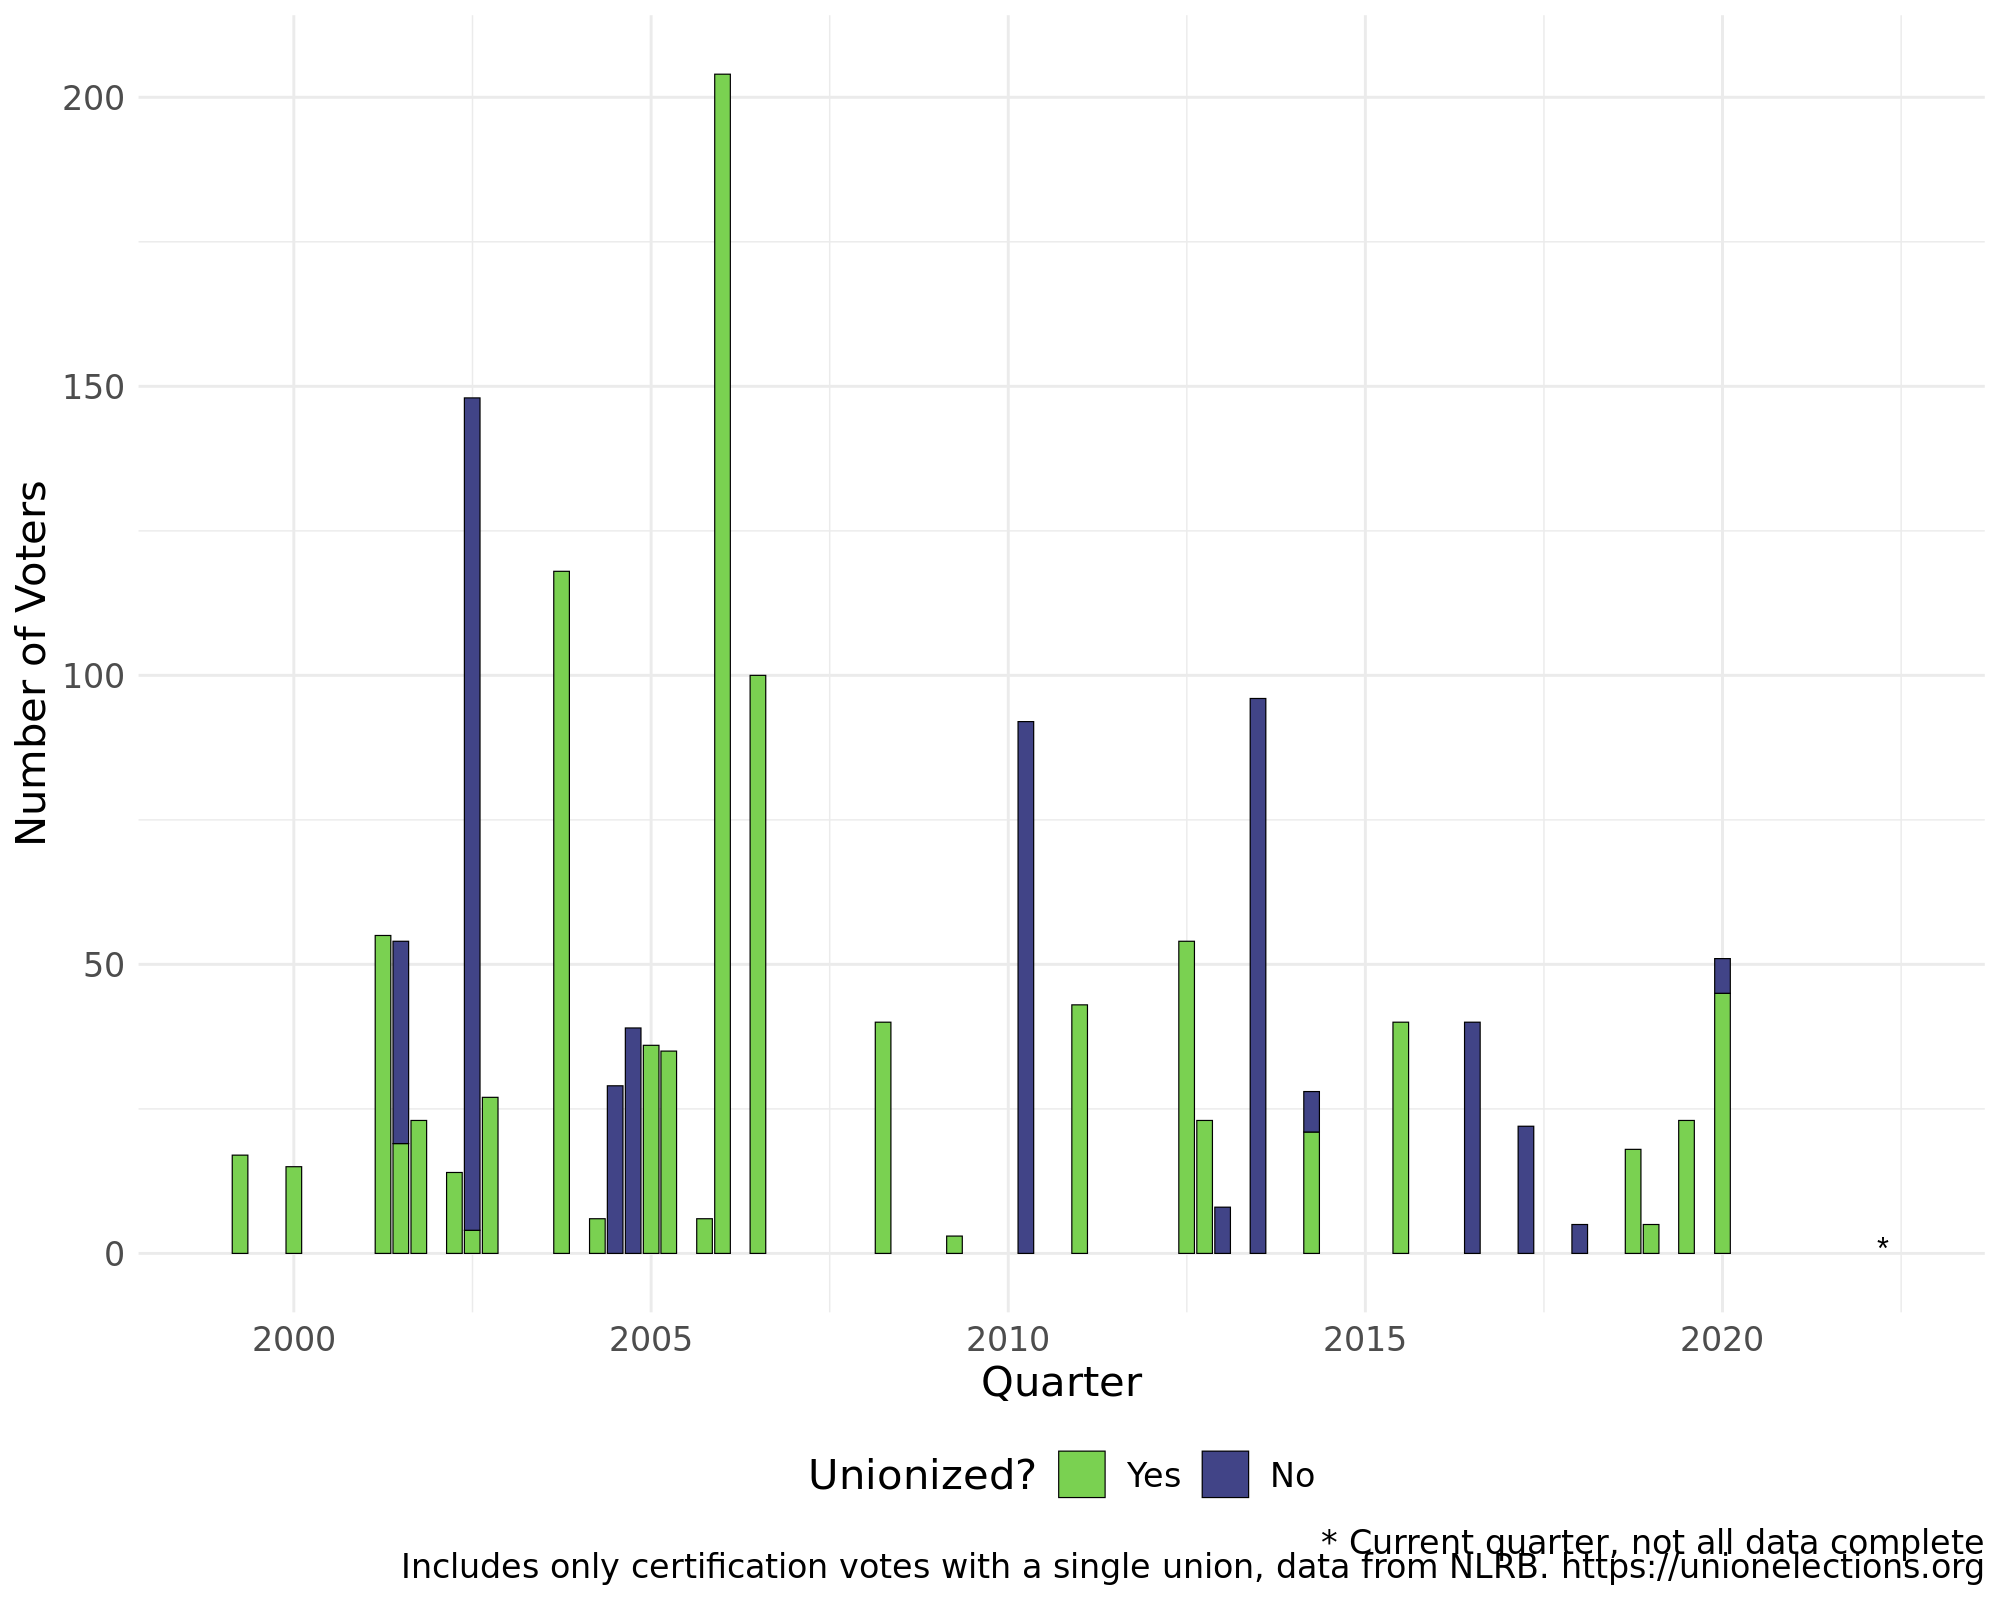 200
150
100
50
0
Number of Voters
*
2000 2005 2010 2015 2020
Quarter
Unionized? Yes No
* Current quarter, not all data complete
Includes only certification votes with a single union, data from NLRB. https://unionelections.org